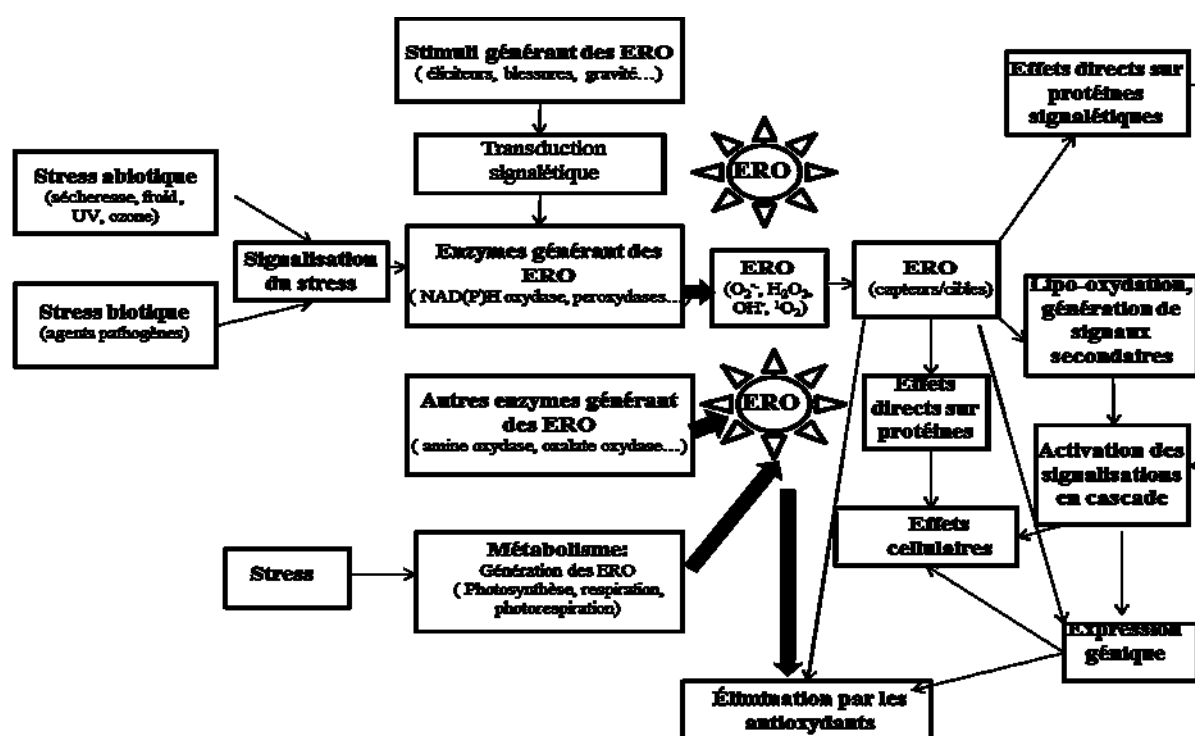 Stimuli générant des ERO
( éliciteurs, blessures, gravité...)
Effets directs sur
protéines
signalétiques
Transduction
signalétique
ERO
Stress abiotique
(sécheresse, froid,
UV, ozone)
Signalisation
du stress
Enzymes générant des
ERO
( NAD(P)H oxydase, peroxydases...)
ERO
(O₂•-, H₂O₂,
OH•, ¹O₂)
ERO
(capteurs/cibles)
Lipo-oxydation,
génération de
signaux
secondaires
Stress biotique
(agents pathogènes)
Autres enzymes générant
des ERO
( amine oxydase, oxalate oxydase...)
ERO
Effets
directs sur
protéines
Activation des
signalisations
en cascade
Effets
cellulaires
Stress
Métabolisme:
Génération des ERO
( Photosynthèse, respiration,
photorespiration)
Expression
génique
Élimination par les
antioxydants